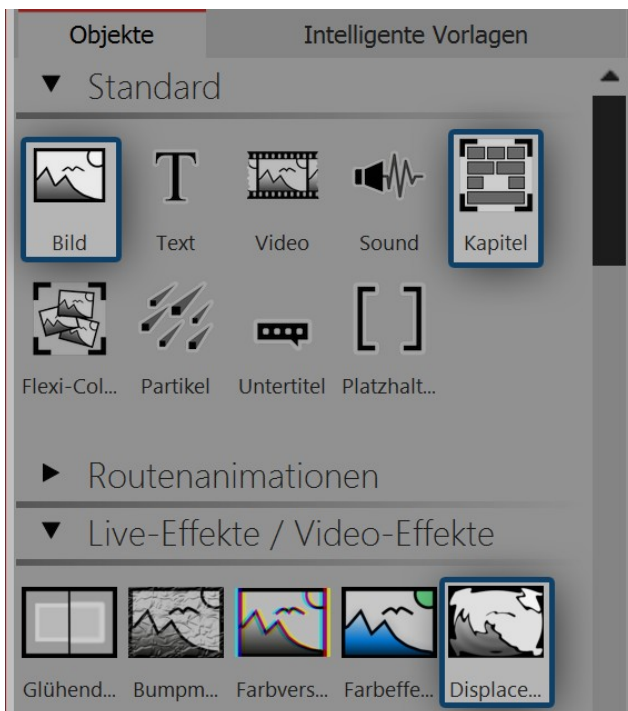 Objekte Intelligente Vorlagen
Standard
Bild Text Video Sound Kapitel
Flexi-Col... Partikel Untertitel Platzhalt...
Routenanimationen
Live-Effekte / Video-Effekte
Glühend... Bumpm... Farbvers... Farbeffe... Displace...